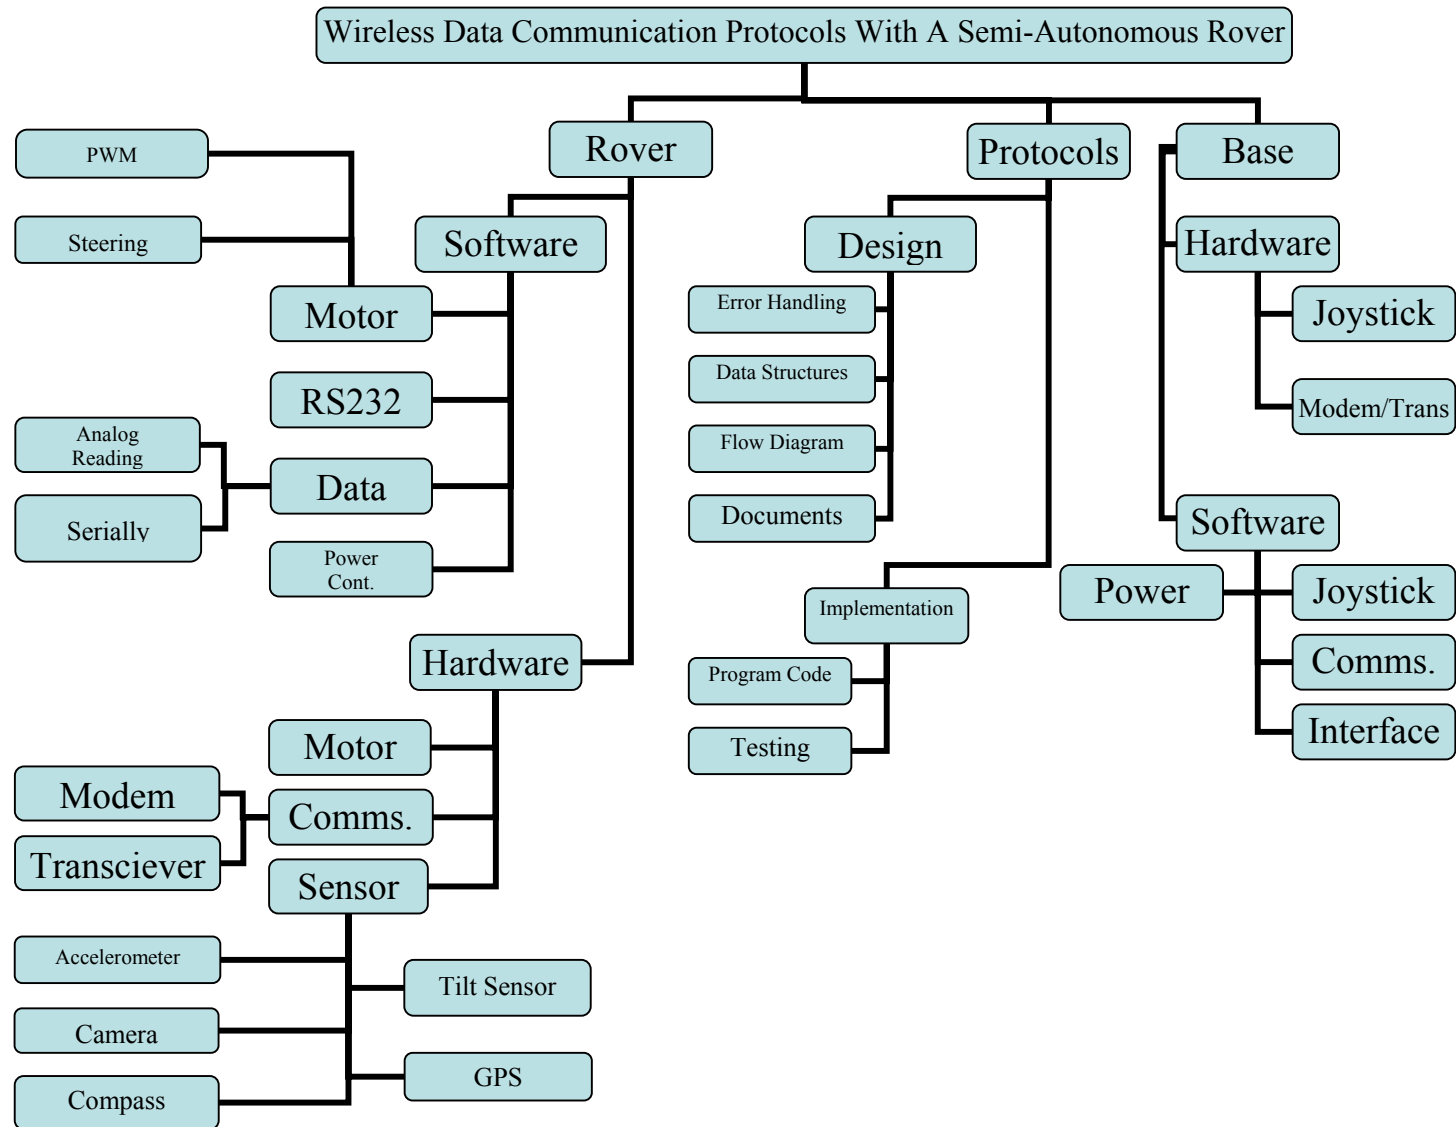 Wireless Data Communication Protocols With A Semi-Autonomous Rover
Rover
Protocols
Base
PWM
Steering
Software
Motor
RS232
Analog
Reading
Data
Serially
Power
Cont.
Hardware
Motor
Modem
Comms.
Transciever
Sensor
Accelerometer
Tilt Sensor
Camera
GPS
Compass
Design
Error Handling
Data Structures
Flow Diagram
Documents
Implementation
Program Code
Testing
Hardware
Joystick
Modem/Trans
Software
Power
Joystick
Comms.
Interface